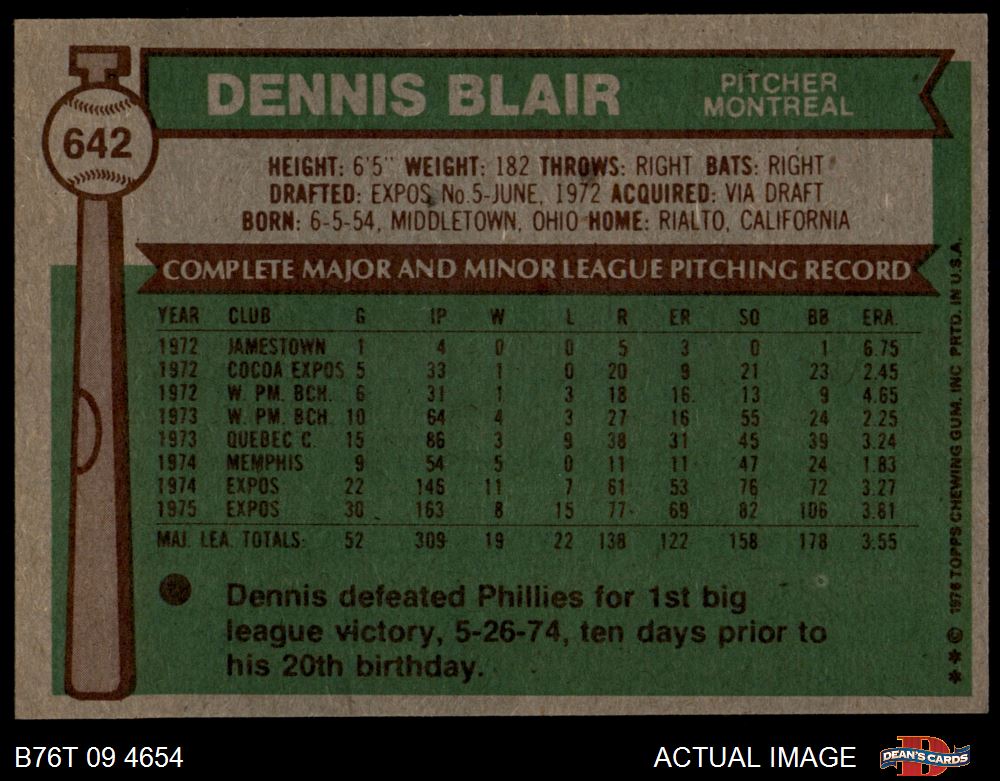 DENNIS BLAIR
PITCHER
MONTREAL
642
HEIGHT: 6'5" WEIGHT: 182 THROWS: RIGHT BATS: RIGHT
DRAFTED: EXPOS No.5-JUNE, 1972 ACQUIRED: VIA DRAFT
BORN: 6-5-54, MIDDLETOWN, OHIO HOME: RIALTO, CALIFORNIA
COMPLETE MAJOR AND MINOR LEAGUE PITCHING RECORD
YEAR CLUB G IP W L R ER SO BB ERA.
1972 JAMESTOWN 1 4 0 0 5 3 0 1 6.75
1972 COCOA EXPOS 5 33 1 0 20 9 21 23 2.45
1972 W. PM. BCH. 6 31 1 3 18 16 13 9 4.65
1973 W. PM. BCH. 10 64 4 3 27 16 55 24 2.25
1973 QUEBEC C. 15 86 3 9 38 31 45 39 3.24
1974 MEMPHIS 9 54 5 0 11 11 47 24 1.83
1974 EXPOS 22 146 11 7 61 53 76 72 3.27
1975 EXPOS 30 163 8 15 77 69 82 106 3.81
MAJ. LEA. TOTALS: 52 309 19 22 138 122 158 178 3.55
Dennis defeated Phillies for 1st big
league victory, 5-26-74, ten days prior to
his 20th birthday.
* * © 1976 TOPPS CHEWING GUM, INC PRTD. IN U.S.A.
B76T 09 4654
ACTUAL IMAGE
DEAN'S CARDS